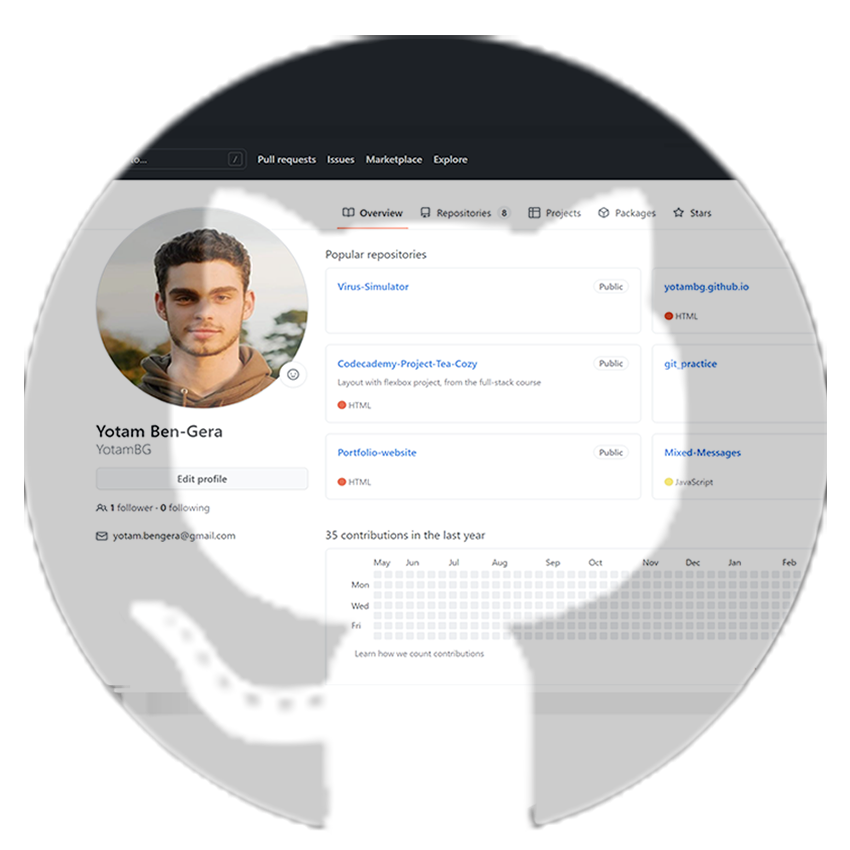 to... /
Pull requests Issues Marketplace Explore
Overview Repositories 8 Projects Packages Stars
Popular repositories
Virus-Simulator Public
yotambg.github.io
HTML
Codecademy-Project-Tea-Cozy Public
Layout with flexbox project, from the full-stack course
HTML
git_practice
Portfolio-website Public
HTML
Mixed-Messages
JavaScript
Yotam Ben-Gera
YotamBG
Edit profile
1 follower · 0 following
yotam.bengera@gmail.com
35 contributions in the last year
May Jun Jul Aug Sep Oct Nov Dec Jan Feb
Mon
Wed
Fri
Learn how we count contributions